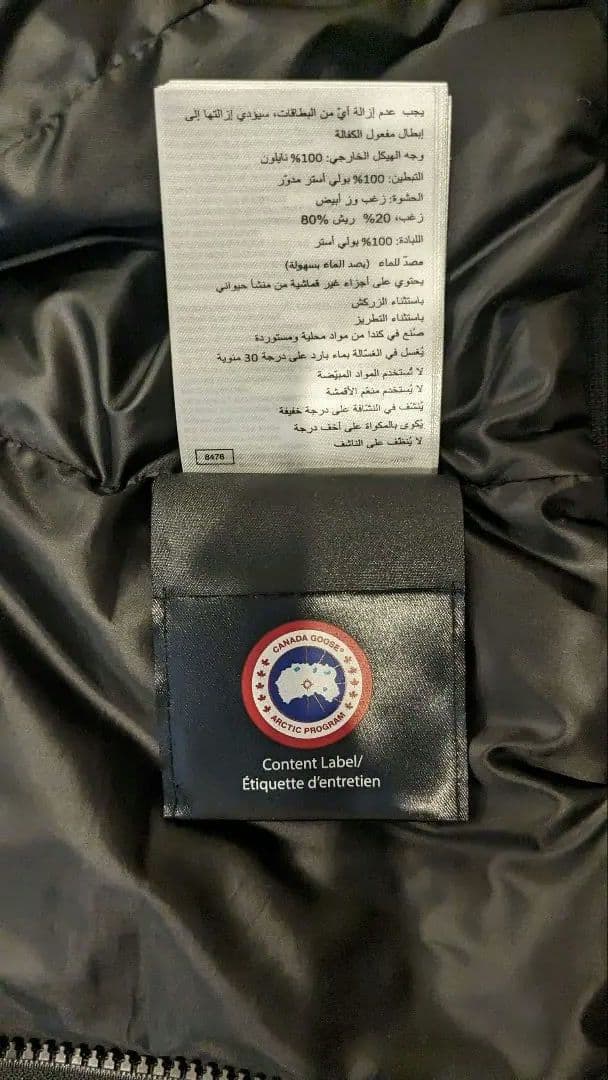 يجب عدم إزالة أيّ من البطاقات، سيؤدي إزالتها إلى
إبطال مفعول الكفالة
وجه الهيكل الخارجي: 100% نايلون
التبطين: 100% بولي أستر مدوّر
الحشوة: زغب وز أبيض
زغب، 20% ريش 80%
اللبادة: 100% بولي أستر
مصدّ للماء (يصد الماء بسهولة)
يحتوي على أجزاء غير قماشية من منشأ حيواني
باستثناء الزركش
باستثناء التطريز
صُنع في كندا من مواد محلية ومستوردة
يُغسل في الغسّالة بماء بارد على درجة 30 مئوية
لا تُستخدم المواد المبيّضة
لا يُستخدم منعّم الأقمشة
يُنشف في النشافة على درجة خفيفة
يُكوى بالمكواة على أخف درجة
لا يُنظف على الناشف
8476
CANADA GOOSE®
ARCTIC PROGRAM
Content Label/
Étiquette d'entretien